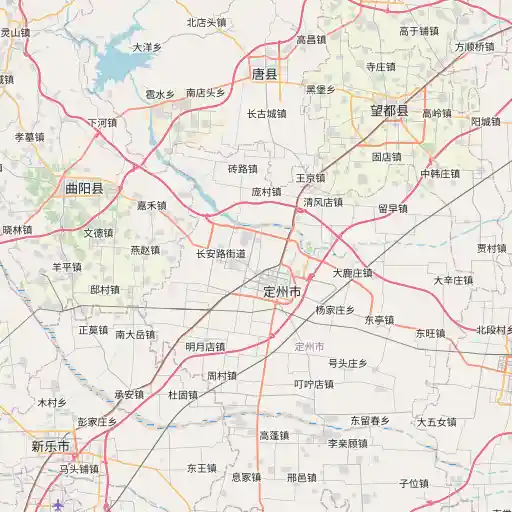 灵山镇
北店头镇
高于铺镇
大洋乡
高昌镇
方顺桥镇
唐县
寺庄镇
城镇
雹水乡
南店头乡
黑堡乡
望都县
高岭镇
长古城镇
阳城镇
下河镇
孝墓镇
固店镇
砖路镇
中韩庄镇
王京镇
曲阳县
庞村镇
嘉禾镇
清风店镇
留早镇
晓林镇
文德镇
燕赵镇
长安路街道
贾村镇
羊平镇
大鹿庄镇
大辛庄镇
邸村镇
定州市
杨家庄乡
东亭镇
正莫镇
南大岳镇
东旺镇
北段村乡
明月店镇
定州市
号头庄乡
周村镇
叮咛店镇
木村乡
承安镇
杜固镇
彭家庄乡
东留春乡
大五女镇
高蓬镇
李亲顾镇
新乐市
马头铺镇
东王镇
息冢镇
邢邑镇
子位镇